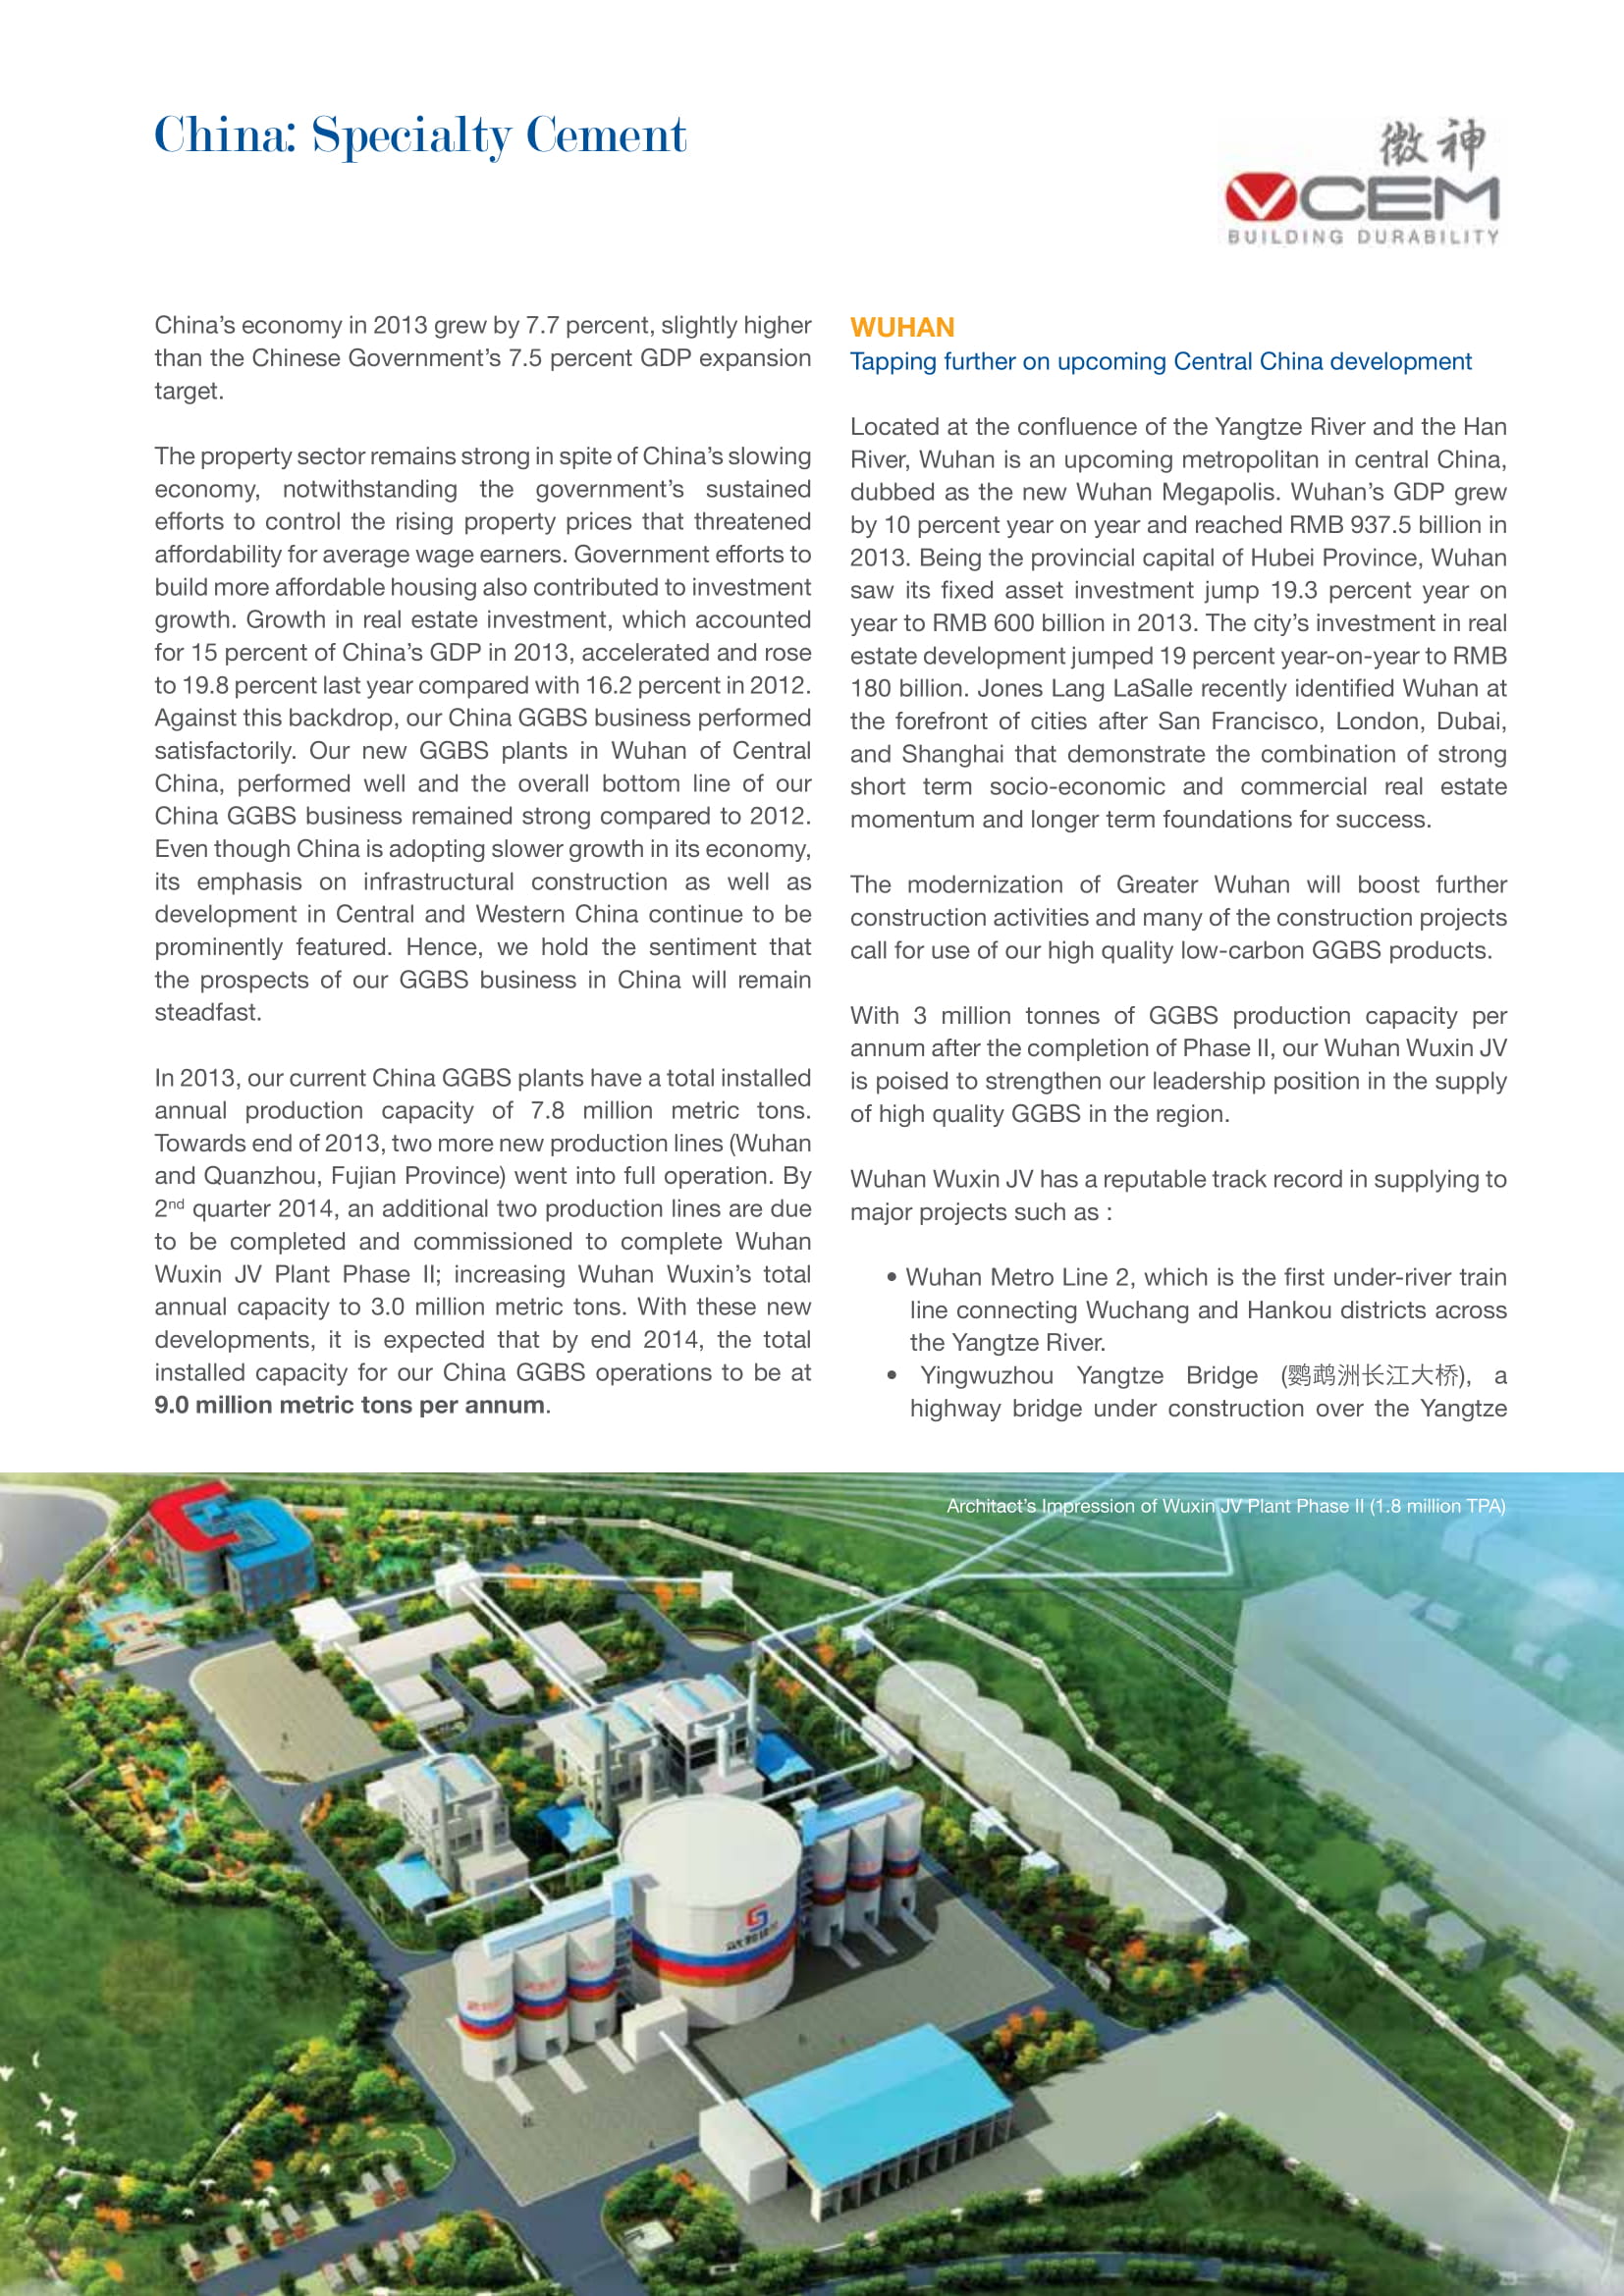 China: Specialty Cement
微神
VCEM
BUILDING DURABILITY
China's economy in 2013 grew by 7.7 percent, slightly higher
than the Chinese Government's 7.5 percent GDP expansion
target.
The property sector remains strong in spite of China's slowing
economy, notwithstanding the government's sustained
efforts to control the rising property prices that threatened
affordability for average wage earners. Government efforts to
build more affordable housing also contributed to investment
growth. Growth in real estate investment, which accounted
for 15 percent of China's GDP in 2013, accelerated and rose
to 19.8 percent last year compared with 16.2 percent in 2012.
Against this backdrop, our China GGBS business performed
satisfactorily. Our new GGBS plants in Wuhan of Central
China, performed well and the overall bottom line of our
China GGBS business remained strong compared to 2012.
Even though China is adopting slower growth in its economy,
its emphasis on infrastructural construction as well as
development in Central and Western China continue to be
prominently featured. Hence, we hold the sentiment that
the prospects of our GGBS business in China will remain
steadfast.
In 2013, our current China GGBS plants have a total installed
annual production capacity of 7.8 million metric tons.
Towards end of 2013, two more new production lines (Wuhan
and Quanzhou, Fujian Province) went into full operation. By
2nd quarter 2014, an additional two production lines are due
to be completed and commissioned to complete Wuhan
Wuxin JV Plant Phase II; increasing Wuhan Wuxin's total
annual capacity to 3.0 million metric tons. With these new
developments, it is expected that by end 2014, the total
installed capacity for our China GGBS operations to be at
9.0 million metric tons per annum.
WUHAN
Tapping further on upcoming Central China development
Located at the confluence of the Yangtze River and the Han
River, Wuhan is an upcoming metropolitan in central China,
dubbed as the new Wuhan Megapolis. Wuhan's GDP grew
by 10 percent year on year and reached RMB 937.5 billion in
2013. Being the provincial capital of Hubei Province, Wuhan
saw its fixed asset investment jump 19.3 percent year on
year to RMB 600 billion in 2013. The city's investment in real
estate development jumped 19 percent year-on-year to RMB
180 billion. Jones Lang LaSalle recently identified Wuhan at
the forefront of cities after San Francisco, London, Dubai,
and Shanghai that demonstrate the combination of strong
short term socio-economic and commercial real estate
momentum and longer term foundations for success.
The modernization of Greater Wuhan will boost further
construction activities and many of the construction projects
call for use of our high quality low-carbon GGBS products.
With 3 million tonnes of GGBS production capacity per
annum after the completion of Phase II, our Wuhan Wuxin JV
is poised to strengthen our leadership position in the supply
of high quality GGBS in the region.
Wuhan Wuxin JV has a reputable track record in supplying to
major projects such as :
• Wuhan Metro Line 2, which is the first under-river train
line connecting Wuchang and Hankou districts across
the Yangtze River.
• Yingwuzhou Yangtze Bridge (鹦鹉洲长江大桥), a
highway bridge under construction over the Yangtze
Architact's Impression of Wuxin JV Plant Phase II (1.8 million TPA)